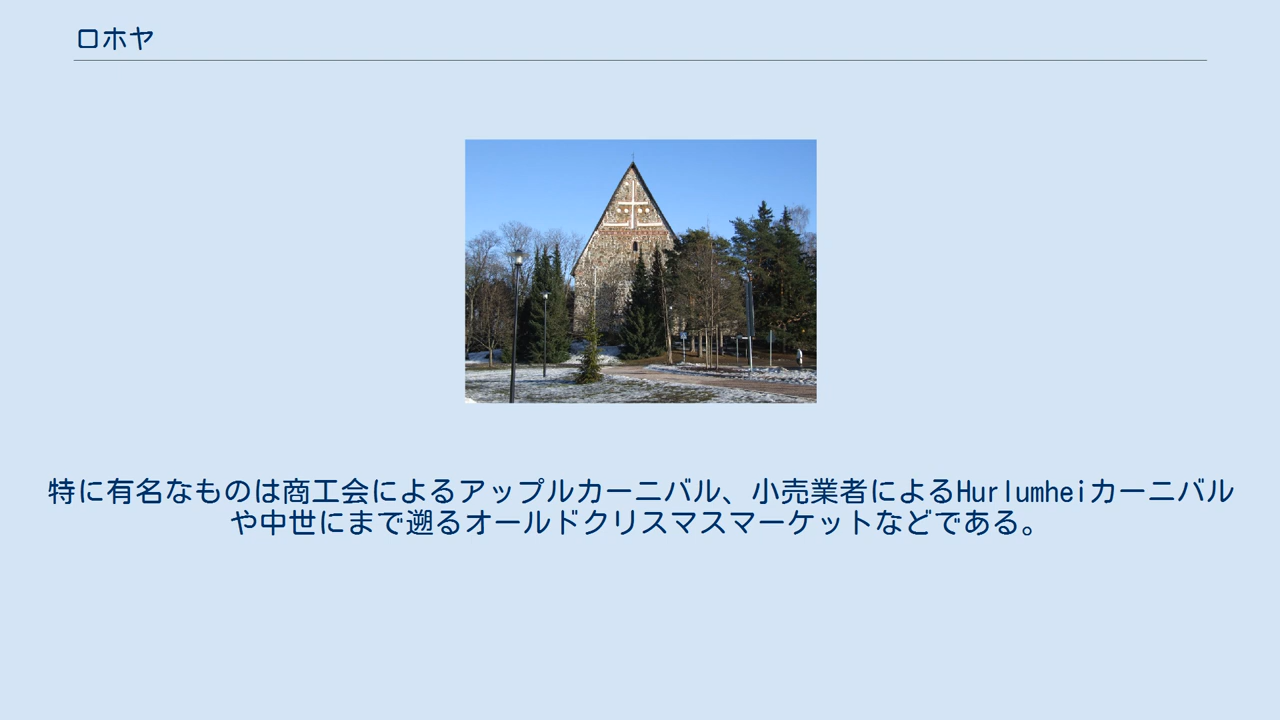 ロホヤ
特に有名なものは商工会によるアップルカーニバル、小売業者によるHurlumheiカーニバル
や中世にまで遡るオールドクリスマスマーケットなどである。